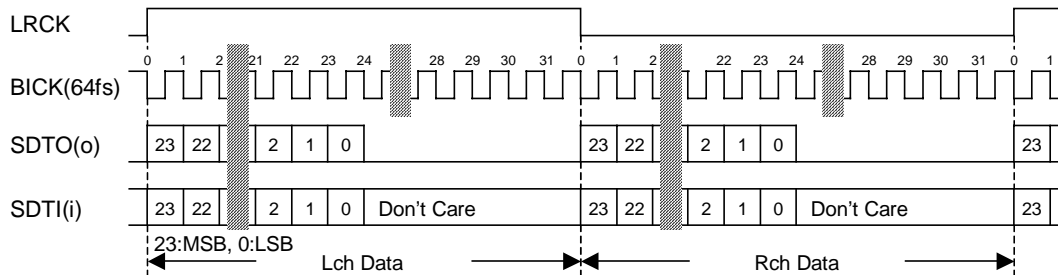 LRCK
0 1 2 21 22 23 24 28 29 30 31 0 1 2 22 23 24 28 29 30 31 0 1
BICK(64fs)
SDTO(o) 23 22 2 1 0 23 22 2 1 0 23
SDTI(i) 23 22 2 1 0 Don't Care 23 22 2 1 0 Don't Care 23
23:MSB, 0:LSB
Lch Data Rch Data